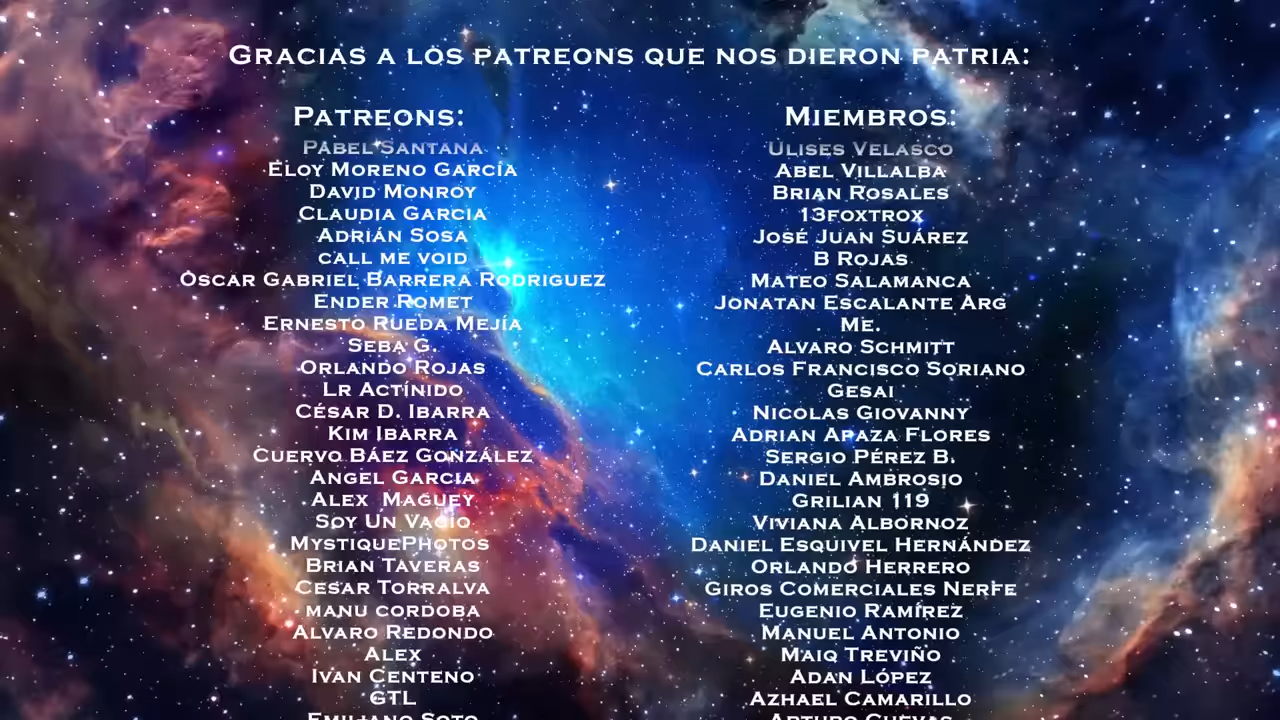 Gracias a los patreons que nos dieron patria:
Patreons:
Pabel Santana
Eloy Moreno García
David Monroy
Claudia Garcia
Adrián Sosa
call me void
Oscar Gabriel Barrera Rodriguez
Ender Romet
Ernesto Rueda Mejía
Seba G.
Orlando Rojas
Lr Actínido
César D. Ibarra
Kim Ibarra
Cuervo Báez González
Angel Garcia
Alex Maguey
Soy Un Vacío
MystiquePhotos
Brian Taveras
Cesar Torralva
manu cordoba
Alvaro Redondo
Alex
Ivan Centeno
GTL
Emiliano Soto
Miembros:
Ulises Velasco
Abel Villalba
Brian Rosales
13foxtrox
José Juan Suárez
B Rojas
Mateo Salamanca
Jonatan Escalante Arg
Me.
Alvaro Schmitt
Carlos Francisco Soriano
Gesai
Nicolas Giovanny
Adrian Apaza Flores
Sergio Pérez B.
Daniel Ambrosio
Grilian 119
Viviana Albornoz
Daniel Esquivel Hernández
Orlando Herrero
Giros Comerciales Nerfe
Eugenio Ramírez
Manuel Antonio
Maiq Treviño
Adan López
Azhael Camarillo
Arturo Cuevas